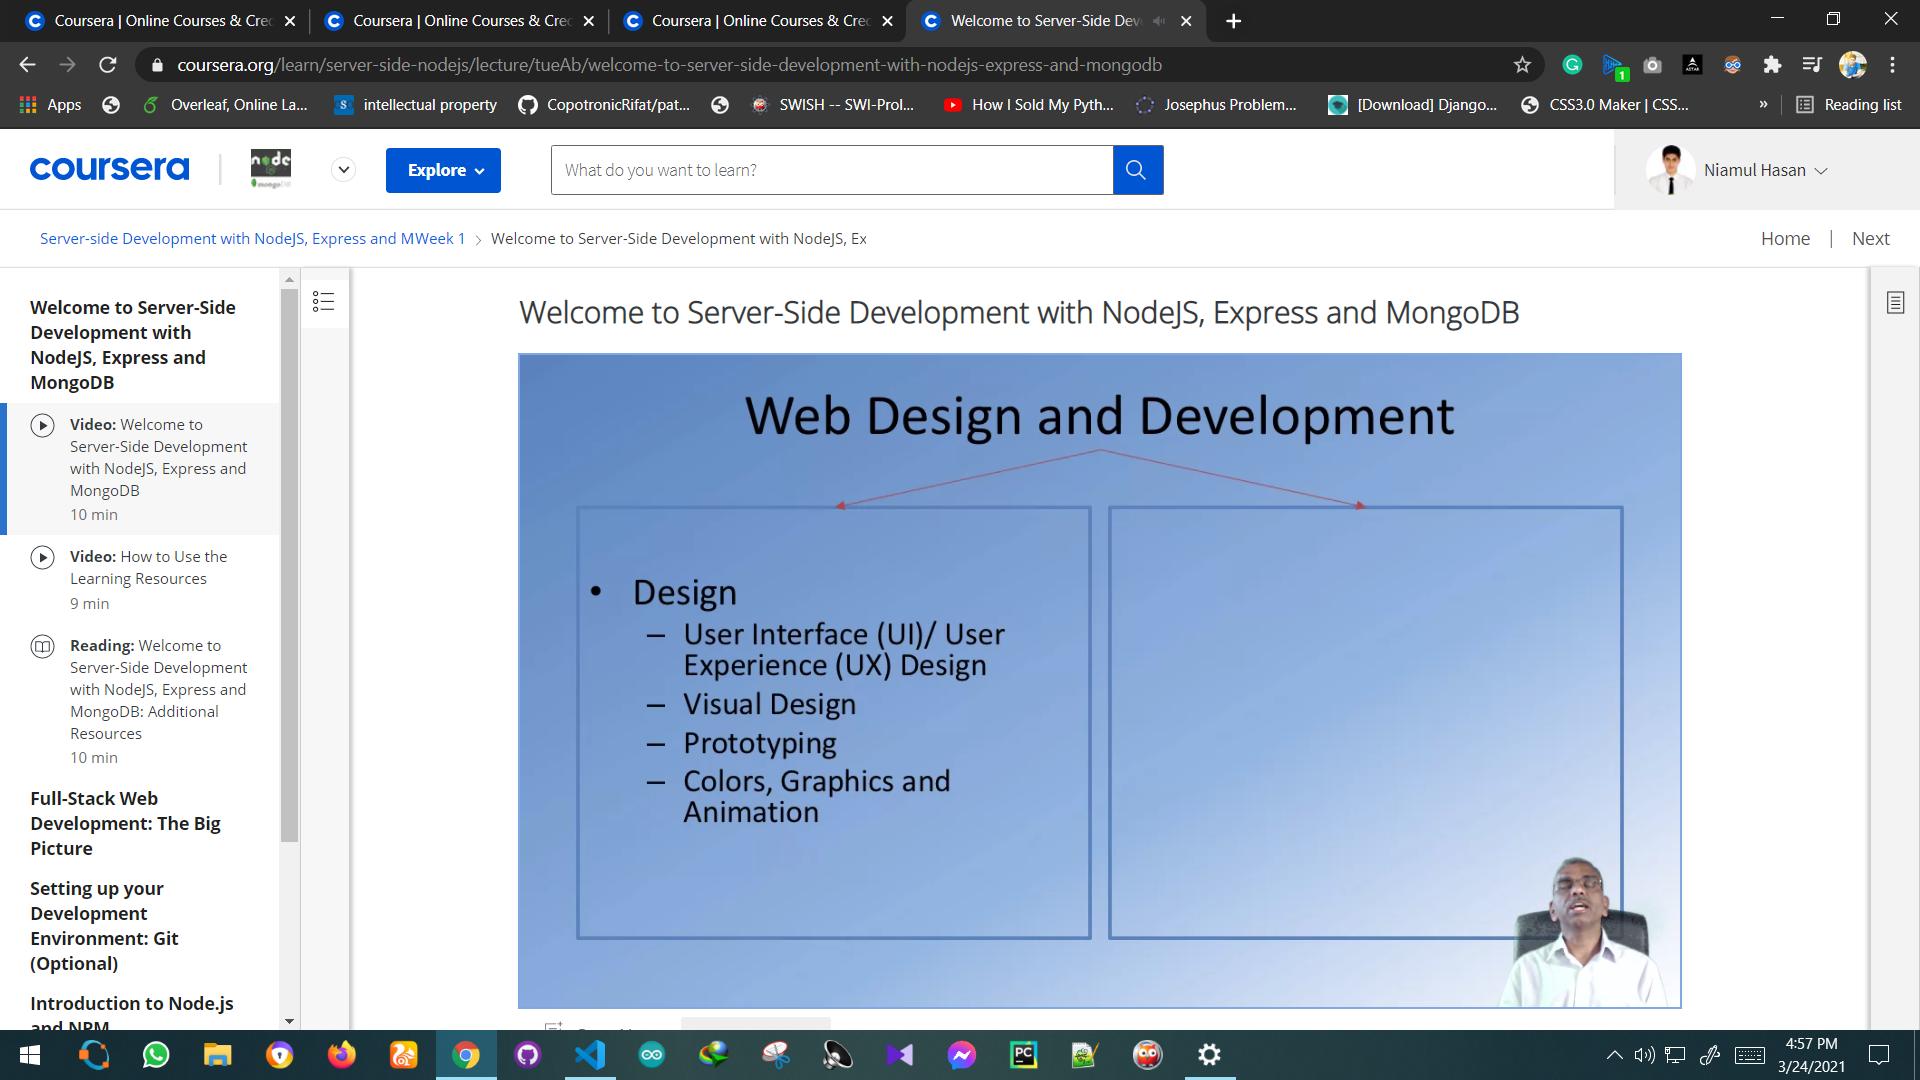 Coursera | Online Courses & Cre
Coursera | Online Courses & Cre
Coursera | Online Courses & Cre
Welcome to Server-Side Dev
coursera.org/learn/server-side-nodejs/lecture/tueAb/welcome-to-server-side-development-with-nodejs-express-and-mongodb
1
Apps
Overleaf, Online La...
intellectual property
CopotronicRifat/pat...
SWISH -- SWI-Prol...
How I Sold My Pyth...
Josephus Problem...
[Download] Django...
CSS3.0 Maker | CSS...
»
Reading list
coursera
node
mongoDB
Explore
What do you want to learn?
Niamul Hasan
Server-side Development with NodeJS, Express and M
Week 1
Welcome to Server-Side Development with NodeJS, Ex
Home | Next
Welcome to Server-Side
Development with
NodeJS, Express and
MongoDB
Video: Welcome to
Server-Side Development
with NodeJS, Express and
MongoDB
10 min
Video: How to Use the
Learning Resources
9 min
Reading: Welcome to
Server-Side Development
with NodeJS, Express and
MongoDB: Additional
Resources
10 min
Full-Stack Web
Development: The Big
Picture
Setting up your
Development
Environment: Git
(Optional)
Introduction to Node.js
and NPM
Welcome to Server-Side Development with NodeJS, Express and MongoDB
Web Design and Development
• Design
– User Interface (UI)/ User
Experience (UX) Design
– Visual Design
– Prototyping
– Colors, Graphics and
Animation
PC
4:57 PM
3/24/2021